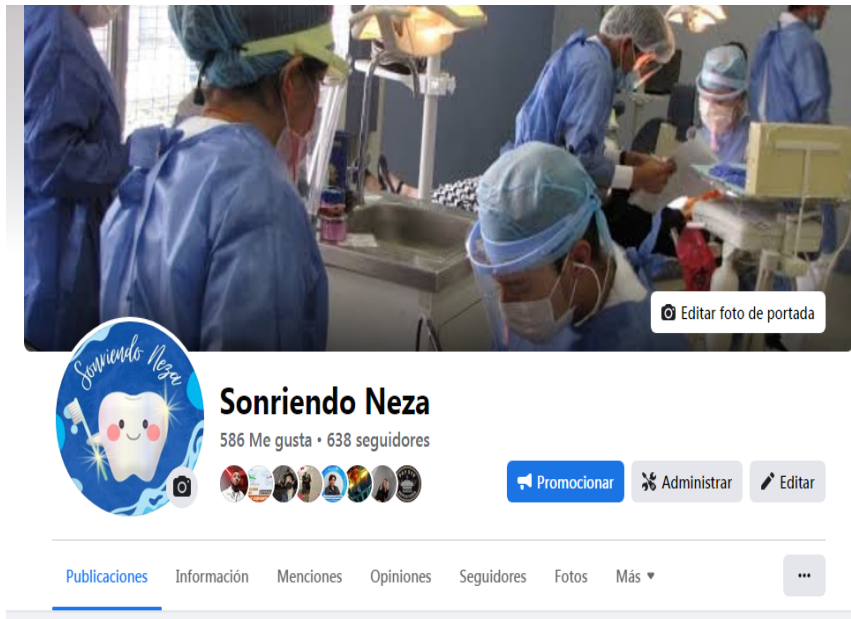 Editar foto de portada
Sonriendo Neza
Sonriendo Neza
586 Me gusta • 638 seguidores
Promocionar
Administrar
Editar
Publicaciones
Información
Menciones
Opiniones
Seguidores
Fotos
Más